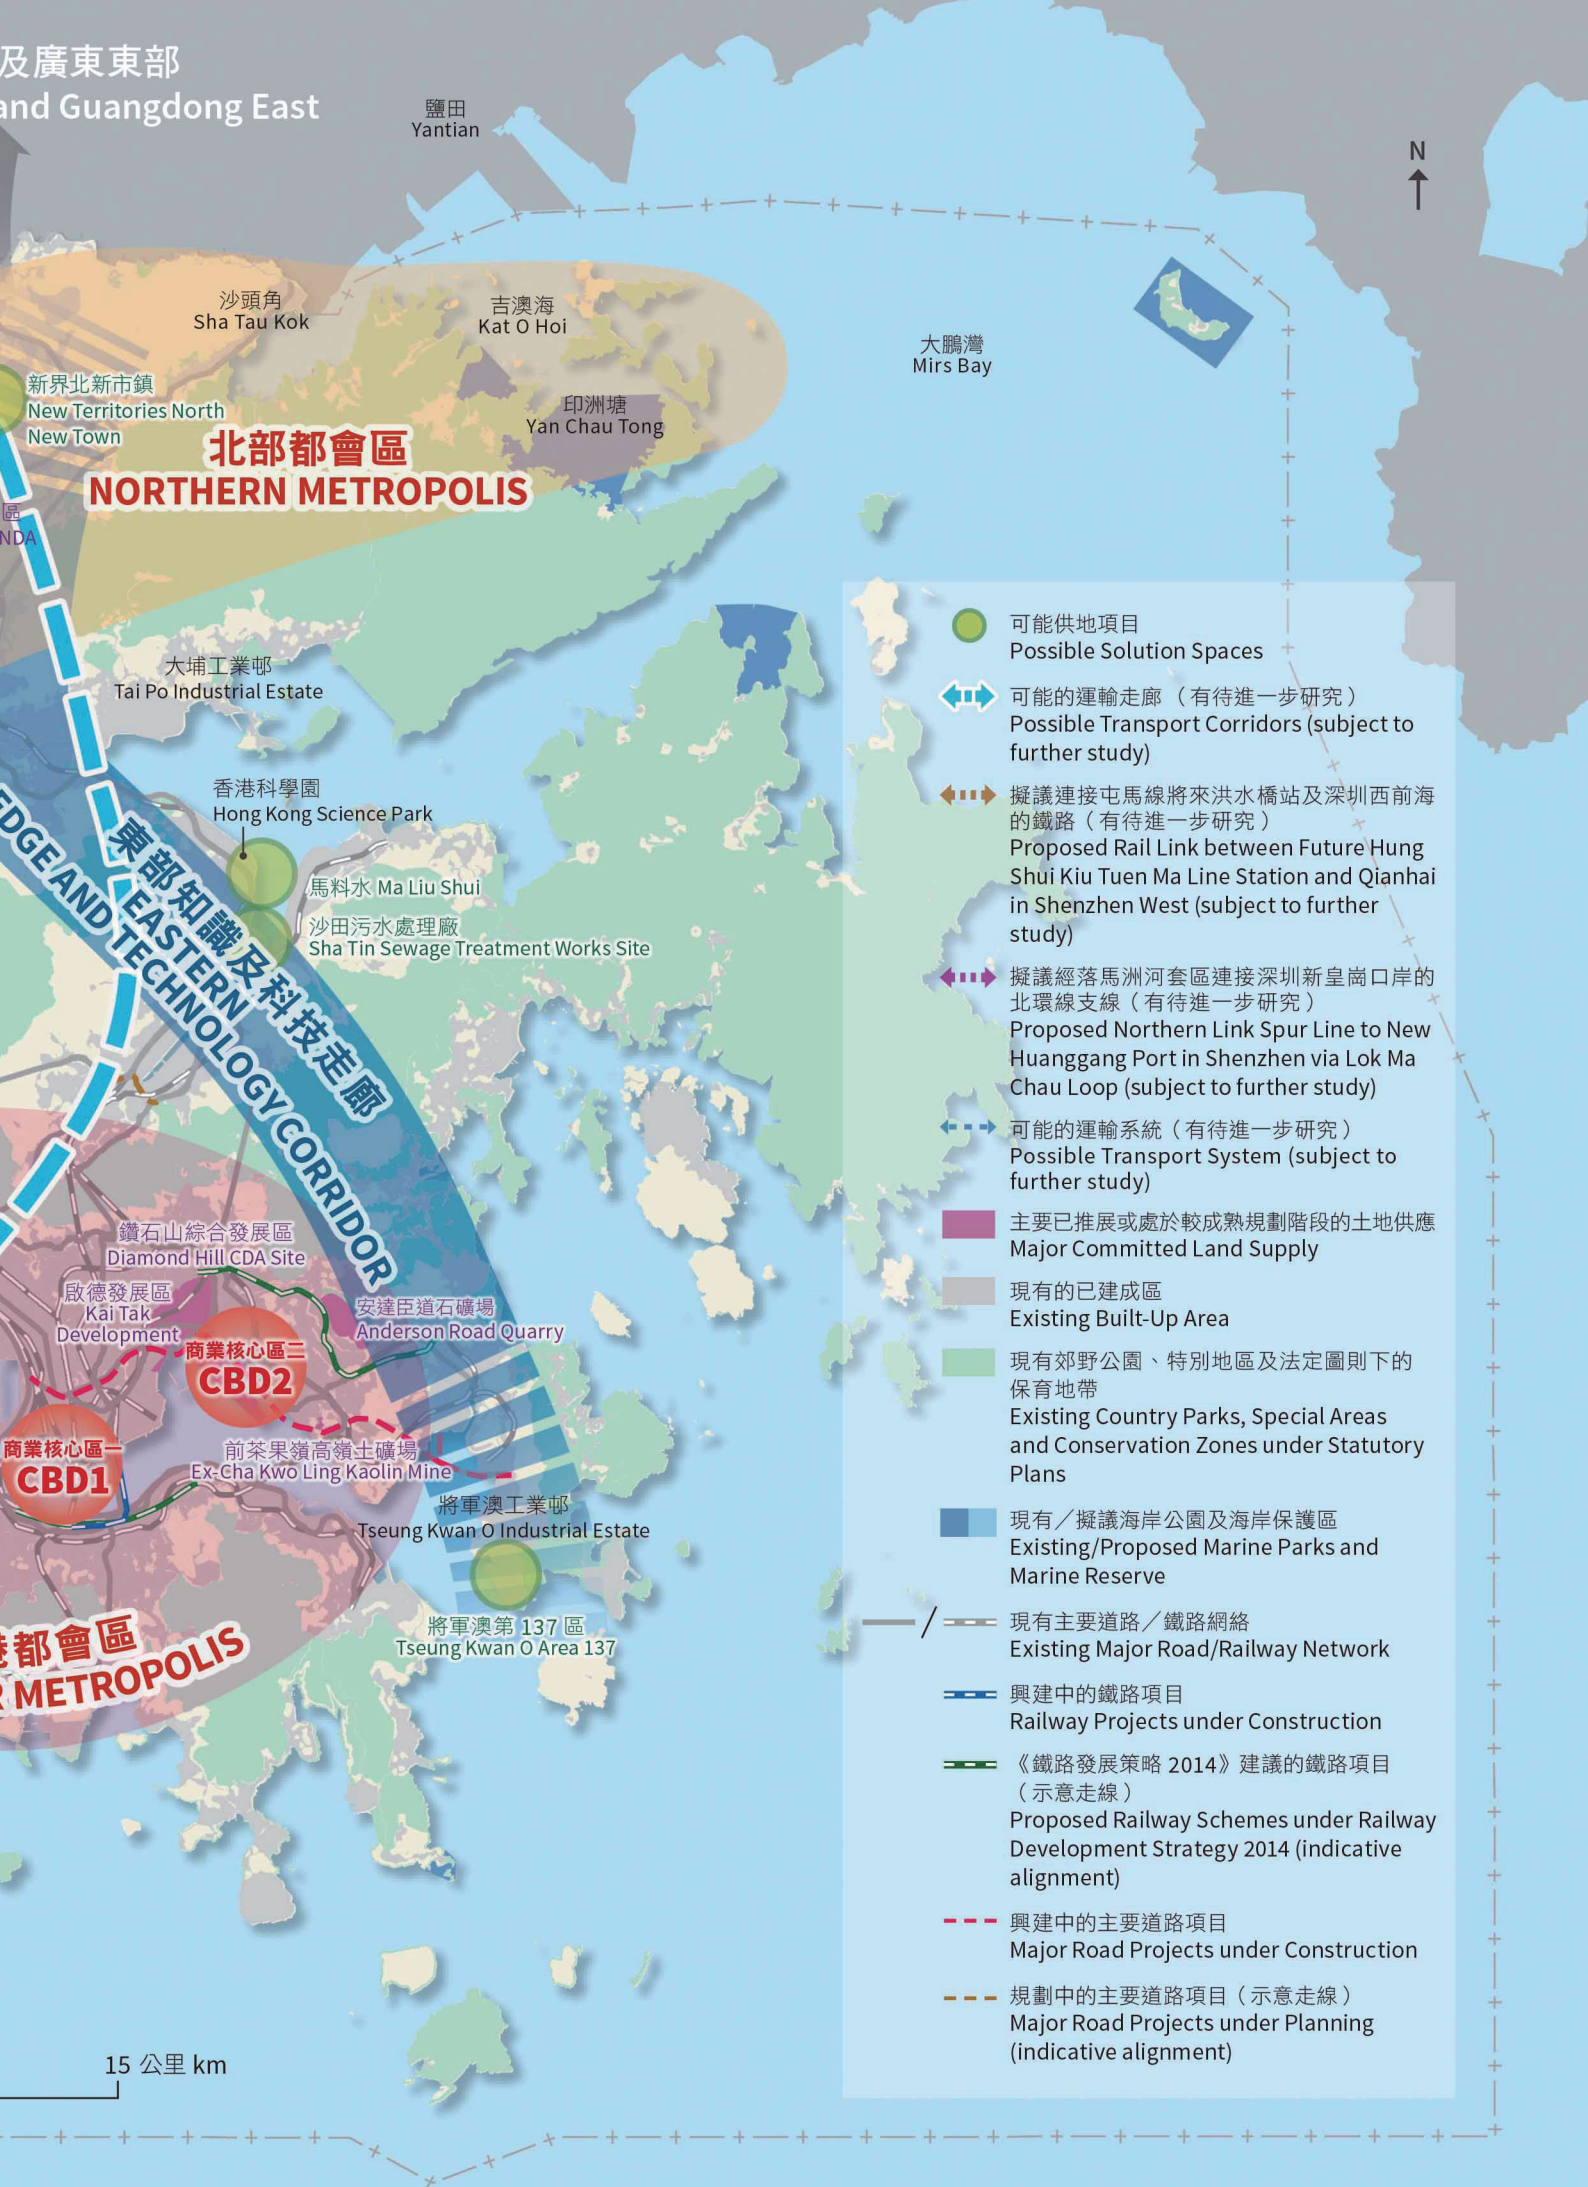 及廣東東部
and Guangdong East
鹽田
Yantian
N
沙頭角
Sha Tau Kok
吉澳海
Kat O Hoi
大鵬灣
Mirs Bay
新界北新市鎮
New Territories North
New Town
印洲塘
Yan Chau Tong
北部都會區
NORTHERN METROPOLIS
區
NDA
大埔工業邨
Tai Po Industrial Estate
香港科學園
Hong Kong Science Park
馬料水 Ma Liu Shui
沙田污水處理廠
Sha Tin Sewage Treatment Works Site
東部知識及科技走廊
EASTERN
EDGE AND TECHNOLOGY CORRIDOR
鑽石山綜合發展區
Diamond Hill CDA Site
啟德發展區
Kai Tak
Development
安達臣道石礦場
Anderson Road Quarry
商業核心區二
CBD2
商業核心區一
CBD1
前茶果嶺高嶺土礦場
Ex-Cha Kwo Ling Kaolin Mine
將軍澳工業邨
Tseung Kwan O Industrial Estate
將軍澳第 137 區
Tseung Kwan O Area 137
港都會區
R METROPOLIS
15 公里 km
可能供地項目
Possible Solution Spaces
可能的運輸走廊（有待進一步研究）
Possible Transport Corridors (subject to
further study)
擬議連接屯馬線將來洪水橋站及深圳西前海
的鐵路（有待進一步研究）
Proposed Rail Link between Future Hung
Shui Kiu Tuen Ma Line Station and Qianhai
in Shenzhen West (subject to further
study)
擬議經落馬洲河套區連接深圳新皇崗口岸的
北環線支線（有待進一步研究）
Proposed Northern Link Spur Line to New
Huanggang Port in Shenzhen via Lok Ma
Chau Loop (subject to further study)
可能的運輸系統（有待進一步研究）
Possible Transport System (subject to
further study)
主要已推展或處於較成熟規劃階段的土地供應
Major Committed Land Supply
現有的已建成區
Existing Built-Up Area
現有郊野公園、特別地區及法定圖則下的
保育地帶
Existing Country Parks, Special Areas
and Conservation Zones under Statutory
Plans
現有／擬議海岸公園及海岸保護區
Existing/Proposed Marine Parks and
Marine Reserve
/
現有主要道路／鐵路網絡
Existing Major Road/Railway Network
興建中的鐵路項目
Railway Projects under Construction
《鐵路發展策略 2014》建議的鐵路項目
（示意走線）
Proposed Railway Schemes under Railway
Development Strategy 2014 (indicative
alignment)
興建中的主要道路項目
Major Road Projects under Construction
規劃中的主要道路項目（示意走線）
Major Road Projects under Planning
(indicative alignment)